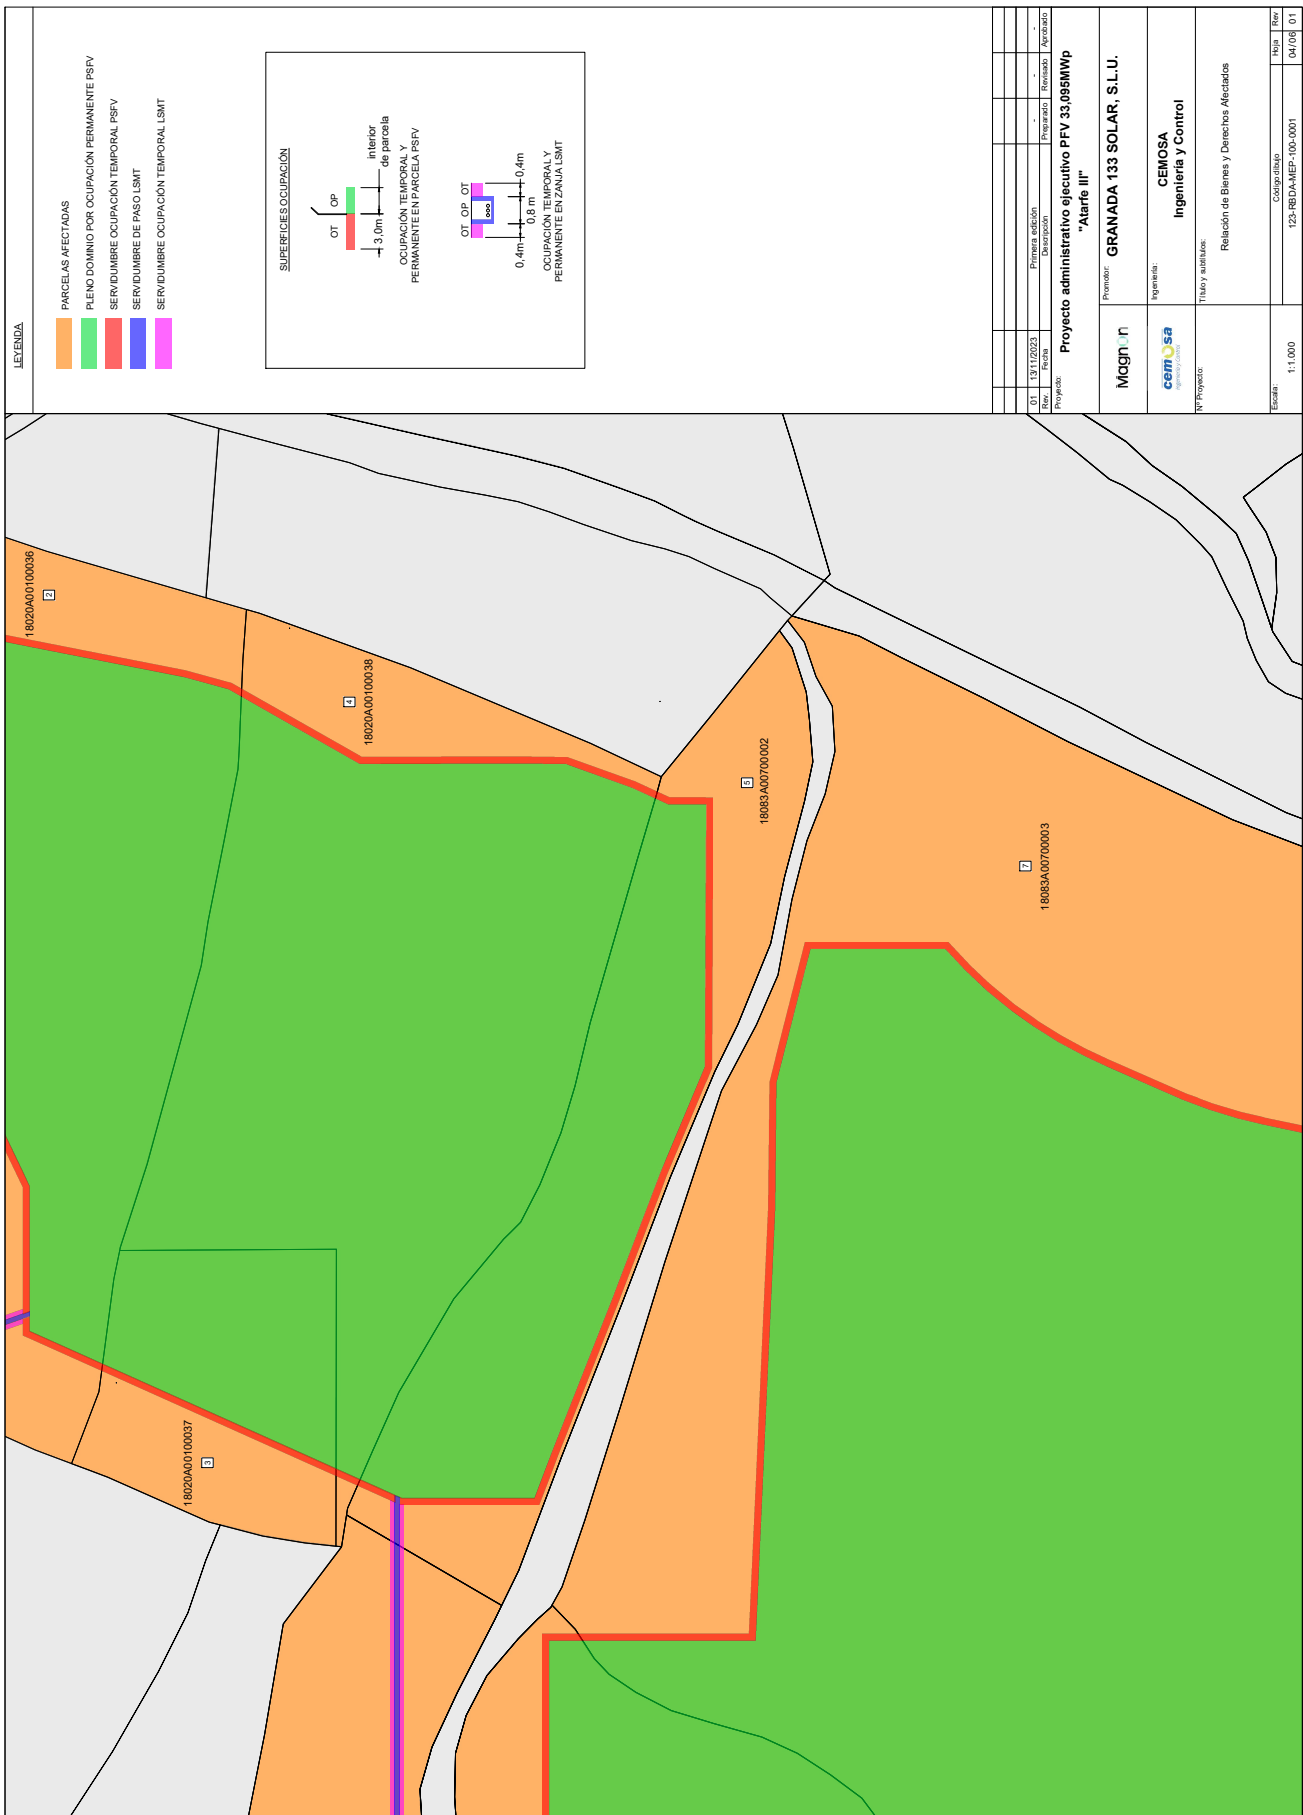 LEYENDA
PARCELAS AFECTADAS
PLENO DOMINIO POR OCUPACIÓN PERMANENTE PSFV
SERVIDUMBRE OCUPACIÓN TEMPORAL PSFV
SERVIDUMBRE DE PASO LSMT
SERVIDUMBRE OCUPACIÓN TEMPORAL LSMT
SUPERFICIES OCUPACIÓN
OT OP
3,0m
interior
de parcela
OCUPACIÓN TEMPORAL Y
PERMANENTE EN PARCELA PSFV
OT OP OT
0,4m 0,4m
0,8 m
OCUPACIÓN TEMPORAL Y
PERMANENTE EN ZANJA LSMT
01 13/11/2023 Primera edición - - -
Rev. Fecha Descripción Preparado Revisado Aprobado
Proyecto:
Proyecto administrativo ejecutivo PFV 33,095MWp
"Atarfe III"
Magnon
Promotor:
GRANADA 133 SOLAR, S.L.U.
cemosa
Ingeniería:
CEMOSA
Ingeniería y Control
Nº Proyecto:
Título y subtítulos:
Relación de Bienes y Derechos Afectados
Escala: Código dibujo Hoja Rev
1:1.000 123-RBDA-MEP-100-0001 04/06 01
18020A00100036
2
4
18020A00100038
5
18083A00700002
7
18083A00700003
18020A00100037
3